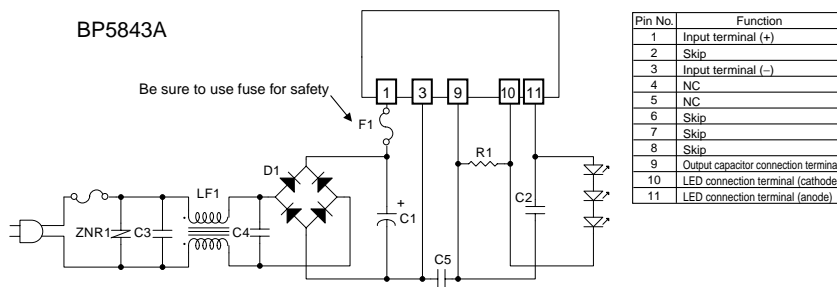 BP5843A
Be sure to use fuse for safety
1 3 9 10 11
F1
R1
D1
LF1
+
C1
C2
ZNR1
C3
C4
C5
Pin No. Function
1 Input terminal (+)
2 Skip
3 Input terminal (−)
4 NC
5 NC
6 Skip
7 Skip
8 Skip
9 Output capacitor connection termina
10 LED connection terminal (cathode
11 LED connection terminal (anode)